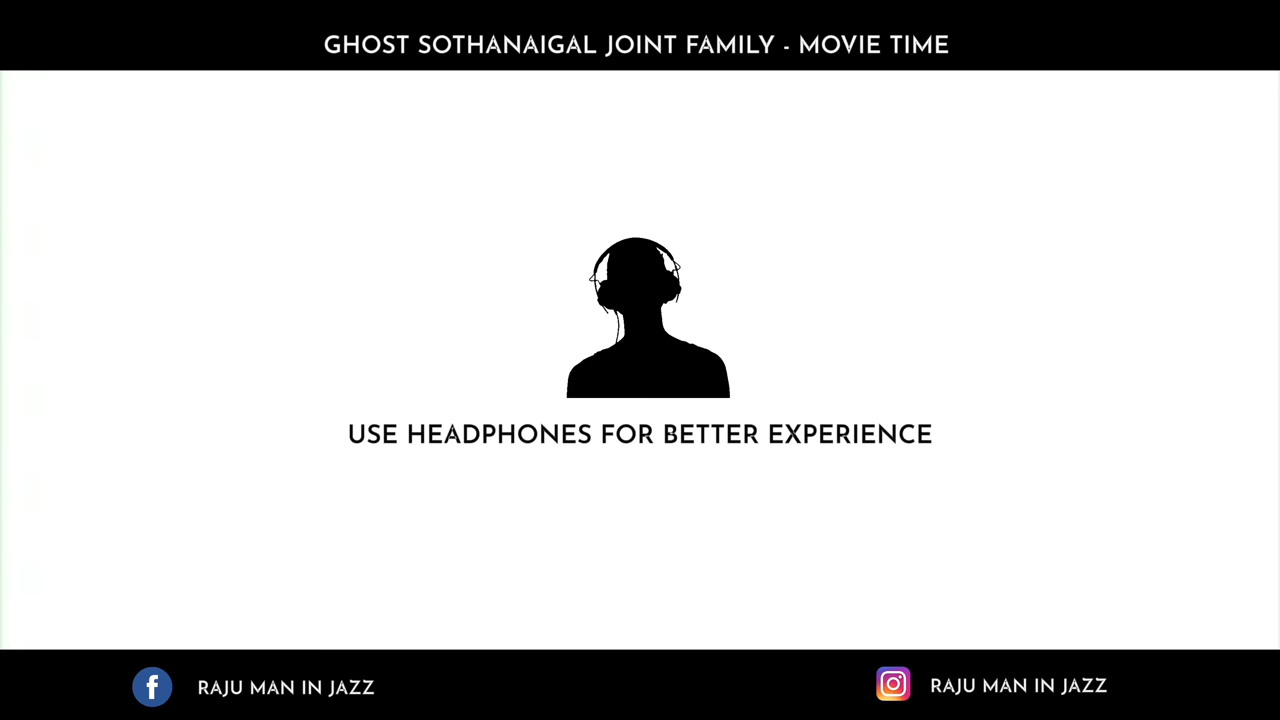 GHOST SOTHANAIGAL JOINT FAMILY - MOVIE TIME
USE HEADPHONES FOR BETTER EXPERIENCE
RAJU MAN IN JAZZ
RAJU MAN IN JAZZ